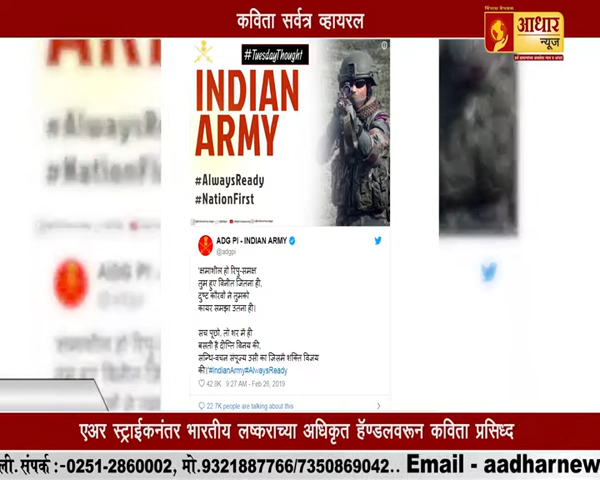 कविता सर्वत्र व्हायरल
आधार
न्यूज
#TuesdayThought
INDIAN
ARMY
#AlwaysReady
#NationFirst
ADG PI - INDIAN ARMY
@adgpi
'क्षमाशील हो रिपु-समक्ष
तुम हुए विनीत जितना ही,
दुष्ट कौरवों ने तुमको
कायर समझा उतना ही।
सच पूछो, तो शर में ही
बसती है दीप्ति विनय की,
सन्धि-वचन संपूज्य उसी का जिसमें शक्ति विजय
की।'#IndianArmy#AlwaysReady
42.8K 9:27 AM - Feb 26, 2019
22.7K people are talking about this
एअर स्ट्राईकनंतर भारतीय लष्कराच्या अधिकृत हॅण्डलवरून कविता प्रसिध्द
ली. संपर्क :-0251-2860002, मो.9321887766/7350869042.. Email - aadharnew